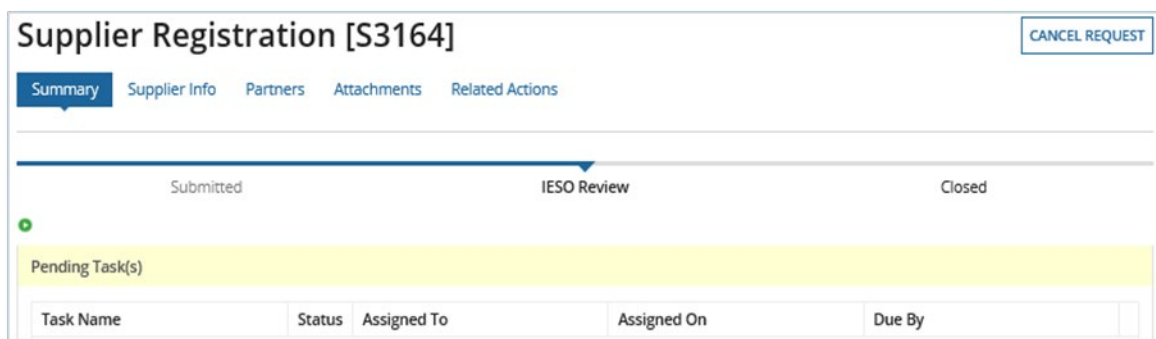 Supplier Registration [S3164]
CANCEL REQUEST
Summary Supplier Info Partners Attachments Related Actions
Submitted IESO Review Closed
Pending Task(s)
Task Name Status Assigned To Assigned On Due By